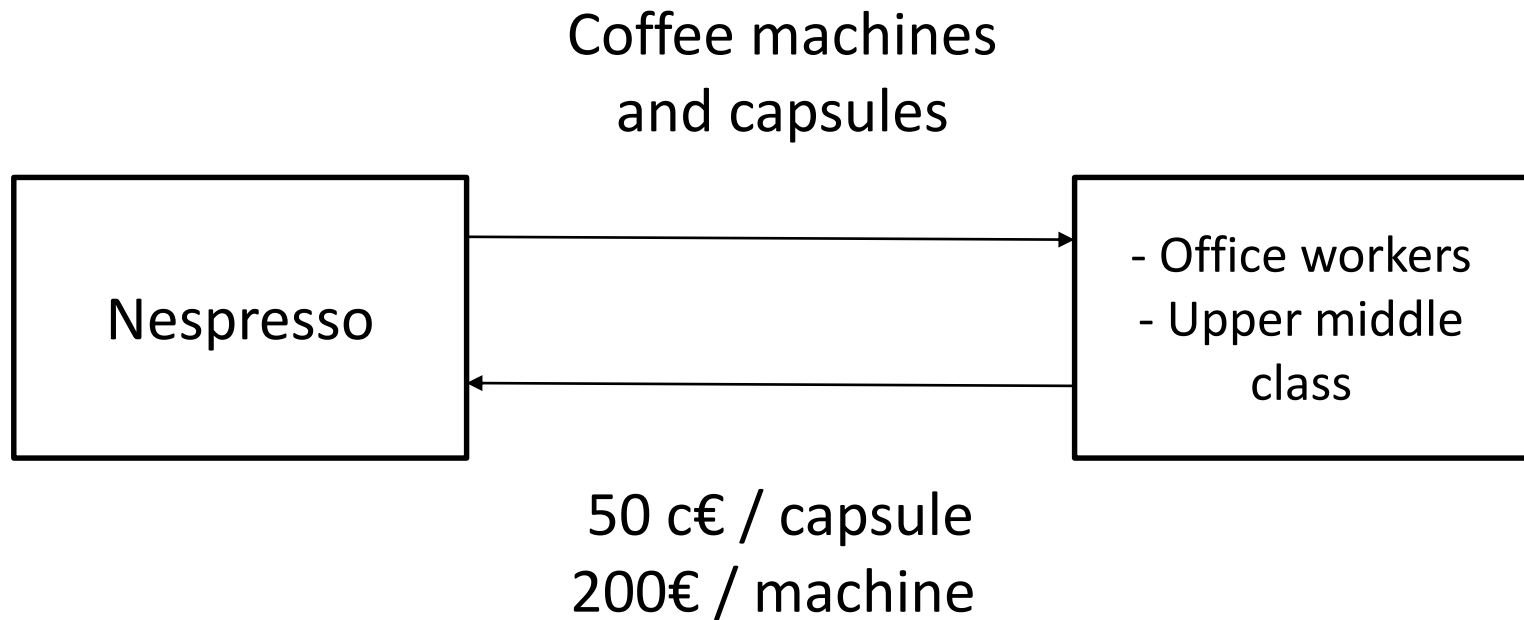 Coffee machines
and capsules
Nespresso
- Office workers
- Upper middle
class
50 c€ / capsule
200€ / machine